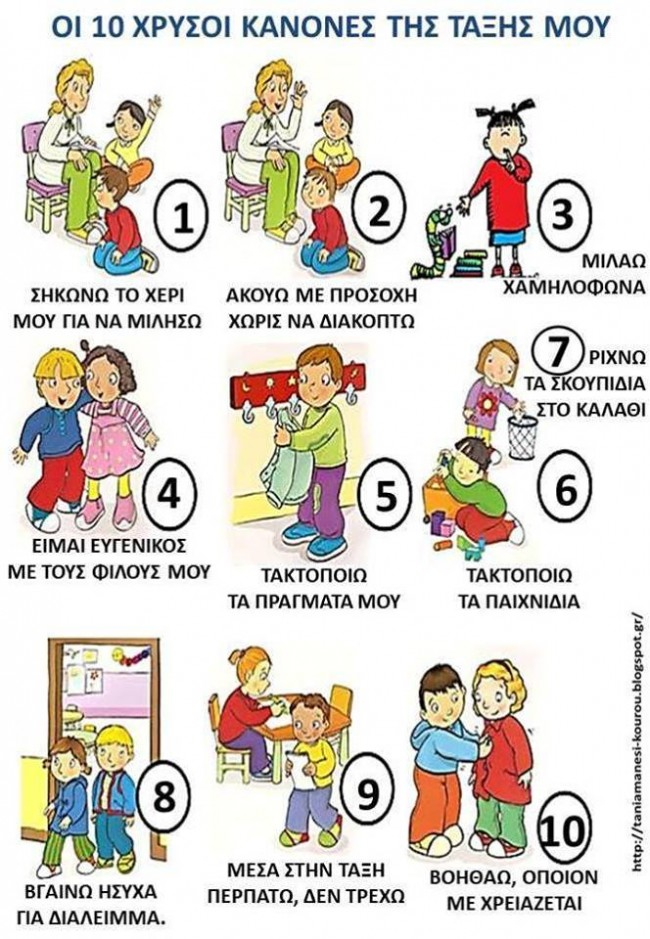 ΟΙ 10 ΧΡΥΣΟΙ ΚΑΝΟΝΕΣ ΤΗΣ ΤΑΞΗΣ ΜΟΥ
1
ΣΗΚΩΝΩ ΤΟ ΧΕΡΙ
ΜΟΥ ΓΙΑ ΝΑ ΜΙΛΗΣΩ
2
ΑΚΟΥΩ ΜΕ ΠΡΟΣΟΧΗ
ΧΩΡΙΣ ΝΑ ΔΙΑΚΟΠΤΩ
3
ΜΙΛΑΩ
ΧΑΜΗΛΟΦΩΝΑ
4
ΕΙΜΑΙ ΕΥΓΕΝΙΚΟΣ
ΜΕ ΤΟΥΣ ΦΙΛΟΥΣ ΜΟΥ
5
ΤΑΚΤΟΠΟΙΩ
ΤΑ ΠΡΑΓΜΑΤΑ ΜΟΥ
7 ΡΙΧΝΩ
ΤΑ ΣΚΟΥΠΙΔΙΑ
ΣΤΟ ΚΑΛΑΘΙ
6
ΤΑΚΤΟΠΟΙΩ
ΤΑ ΠΑΙΧΝΙΔΙΑ
8
ΒΓΑΙΝΩ ΗΣΥΧΑ
ΓΙΑ ΔΙΑΛΕΙΜΜΑ.
9
ΜΕΣΑ ΣΤΗΝ ΤΑΞΗ
ΠΕΡΠΑΤΩ, ΔΕΝ ΤΡΕΧΩ
10
ΒΟΗΘΑΩ, ΟΠΟΙΟΝ
ΜΕ ΧΡΕΙΑΖΕΤΑΙ
http://taniamanesi-kourou.blogspot.gr/